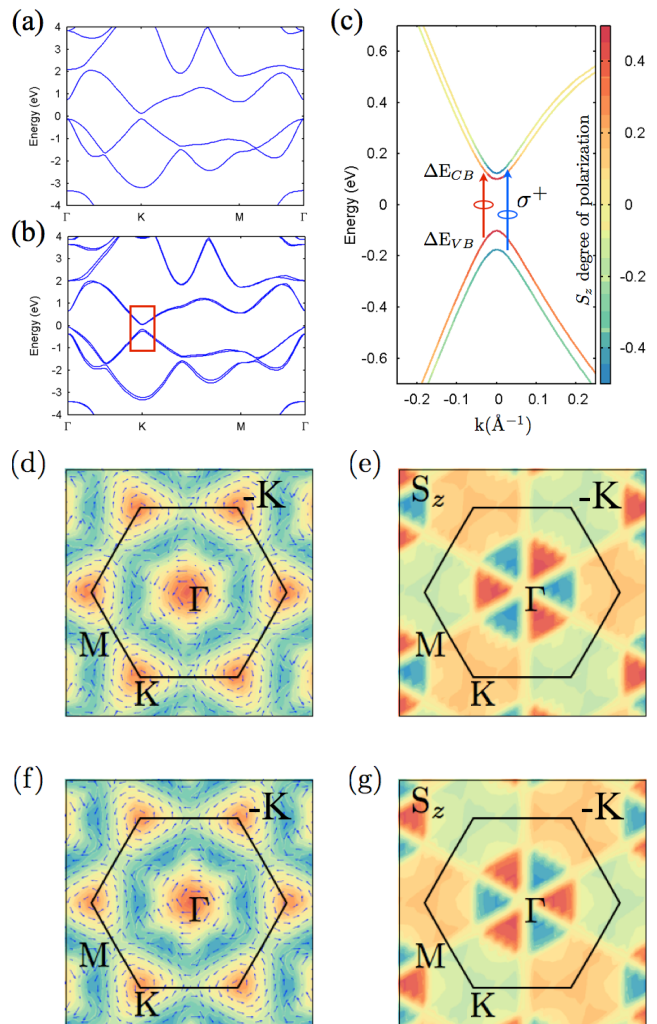 (a)
4
3
2
1
0
-1
-2
-3
-4
Energy (eV)
Γ K M Γ
(b)
4
3
2
1
0
-1
-2
-3
-4
Energy (eV)
Γ K M Γ
(c)
0.6
0.4
0.2
0
-0.2
-0.4
-0.6
Energy (eV)
ΔE_CB
σ⁺
ΔE_VB
-0.2 -0.1 0 0.1 0.2
k(Å⁻¹)
0.4
0.2
0
-0.2
-0.4
S_z degree of polarization
(d)
-K
Γ
M
K
(e)
S_z
-K
Γ
M
K
(f)
-K
Γ
M
K
(g)
S_z
-K
Γ
M
K